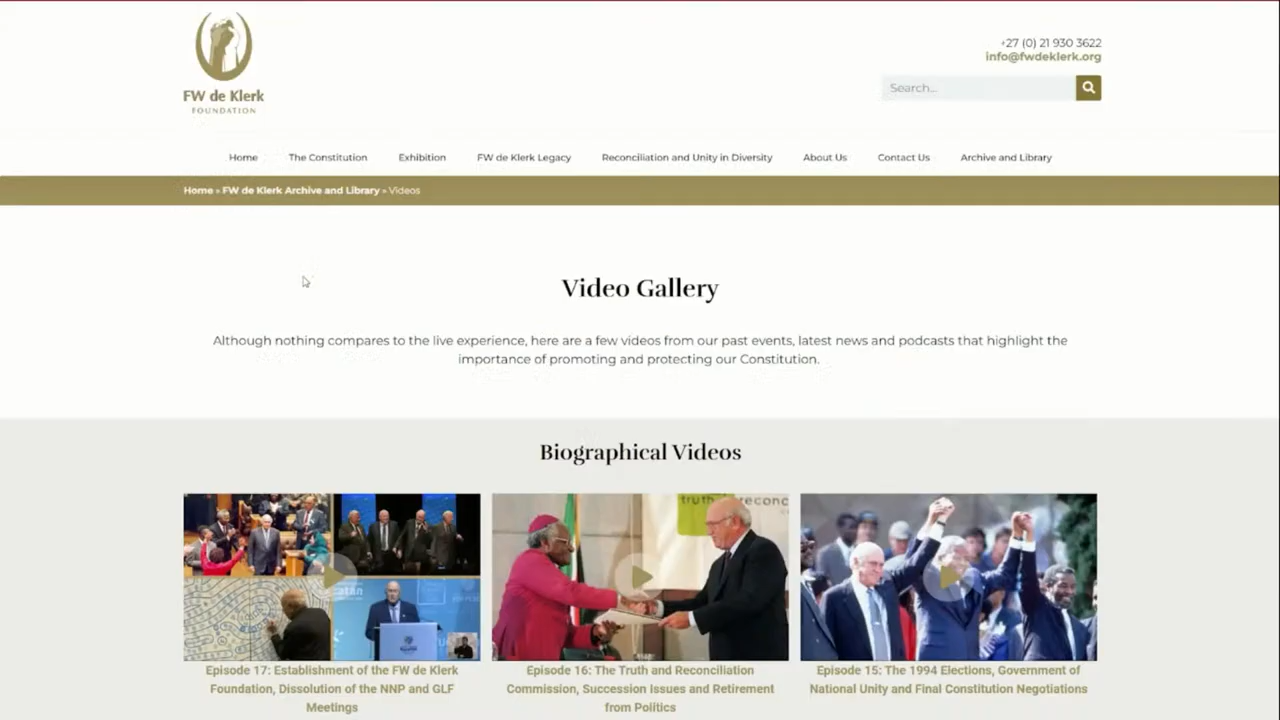 FW de Klerk
FOUNDATION
+27 (0) 21 930 3622
info@fwdeklerk.org
Search...
Home The Constitution Exhibition FW de Klerk Legacy Reconciliation and Unity in Diversity About Us Contact Us Archive and Library
Home » FW de Klerk Archive and Library » Videos
Video Gallery
Although nothing compares to the live experience, here are a few videos from our past events, latest news and podcasts that highlight the
importance of promoting and protecting our Constitution.
Biographical Videos
Episode 17: Establishment of the FW de Klerk
Foundation, Dissolution of the NNP and GLF
Meetings
Episode 16: The Truth and Reconciliation
Commission, Succession Issues and Retirement
from Politics
Episode 15: The 1994 Elections, Government of
National Unity and Final Constitution Negotiations